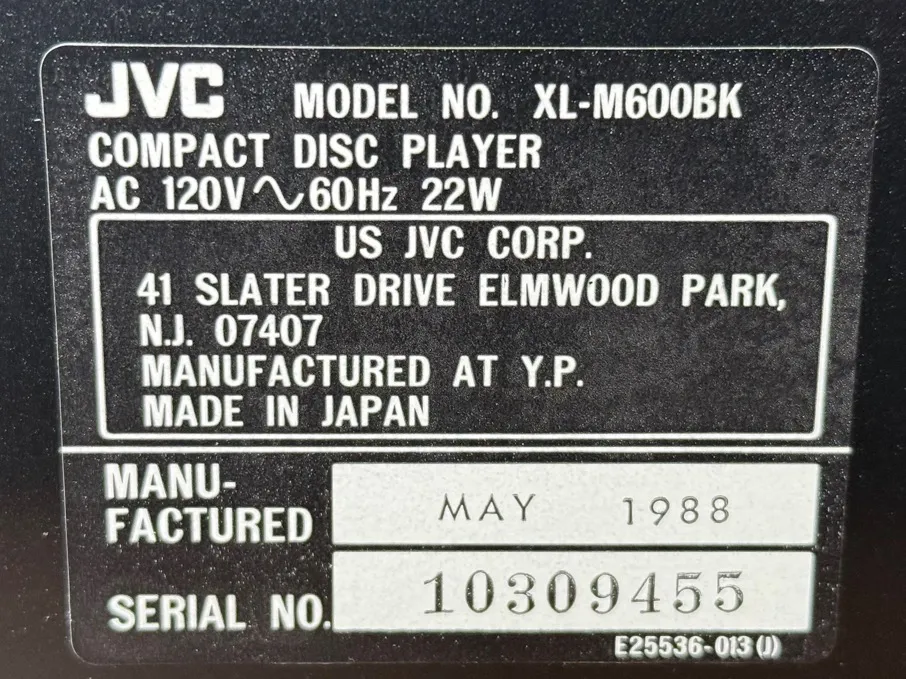 JVC MODEL NO. XL-M600BK
COMPACT DISC PLAYER
AC 120V∿60Hz 22W
US JVC CORP.
41 SLATER DRIVE ELMWOOD PARK,
N.J. 07407
MANUFACTURED AT Y.P.
MADE IN JAPAN
MANU-
FACTURED
MAY 1988
SERIAL NO. 10309455
E25536-013(J)